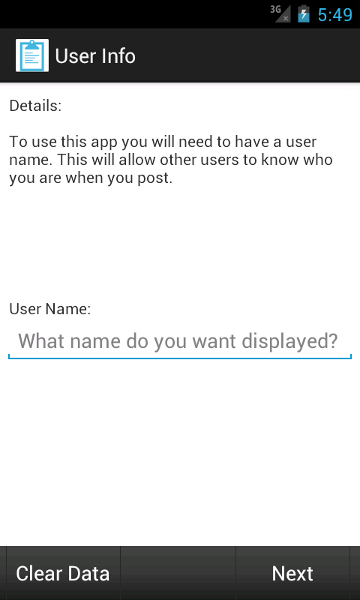 3G 5:49
User Info
Details:
To use this app you will need to have a user
name. This will allow other users to know who
you are when you post.
User Name:
What name do you want displayed?
Clear Data Next